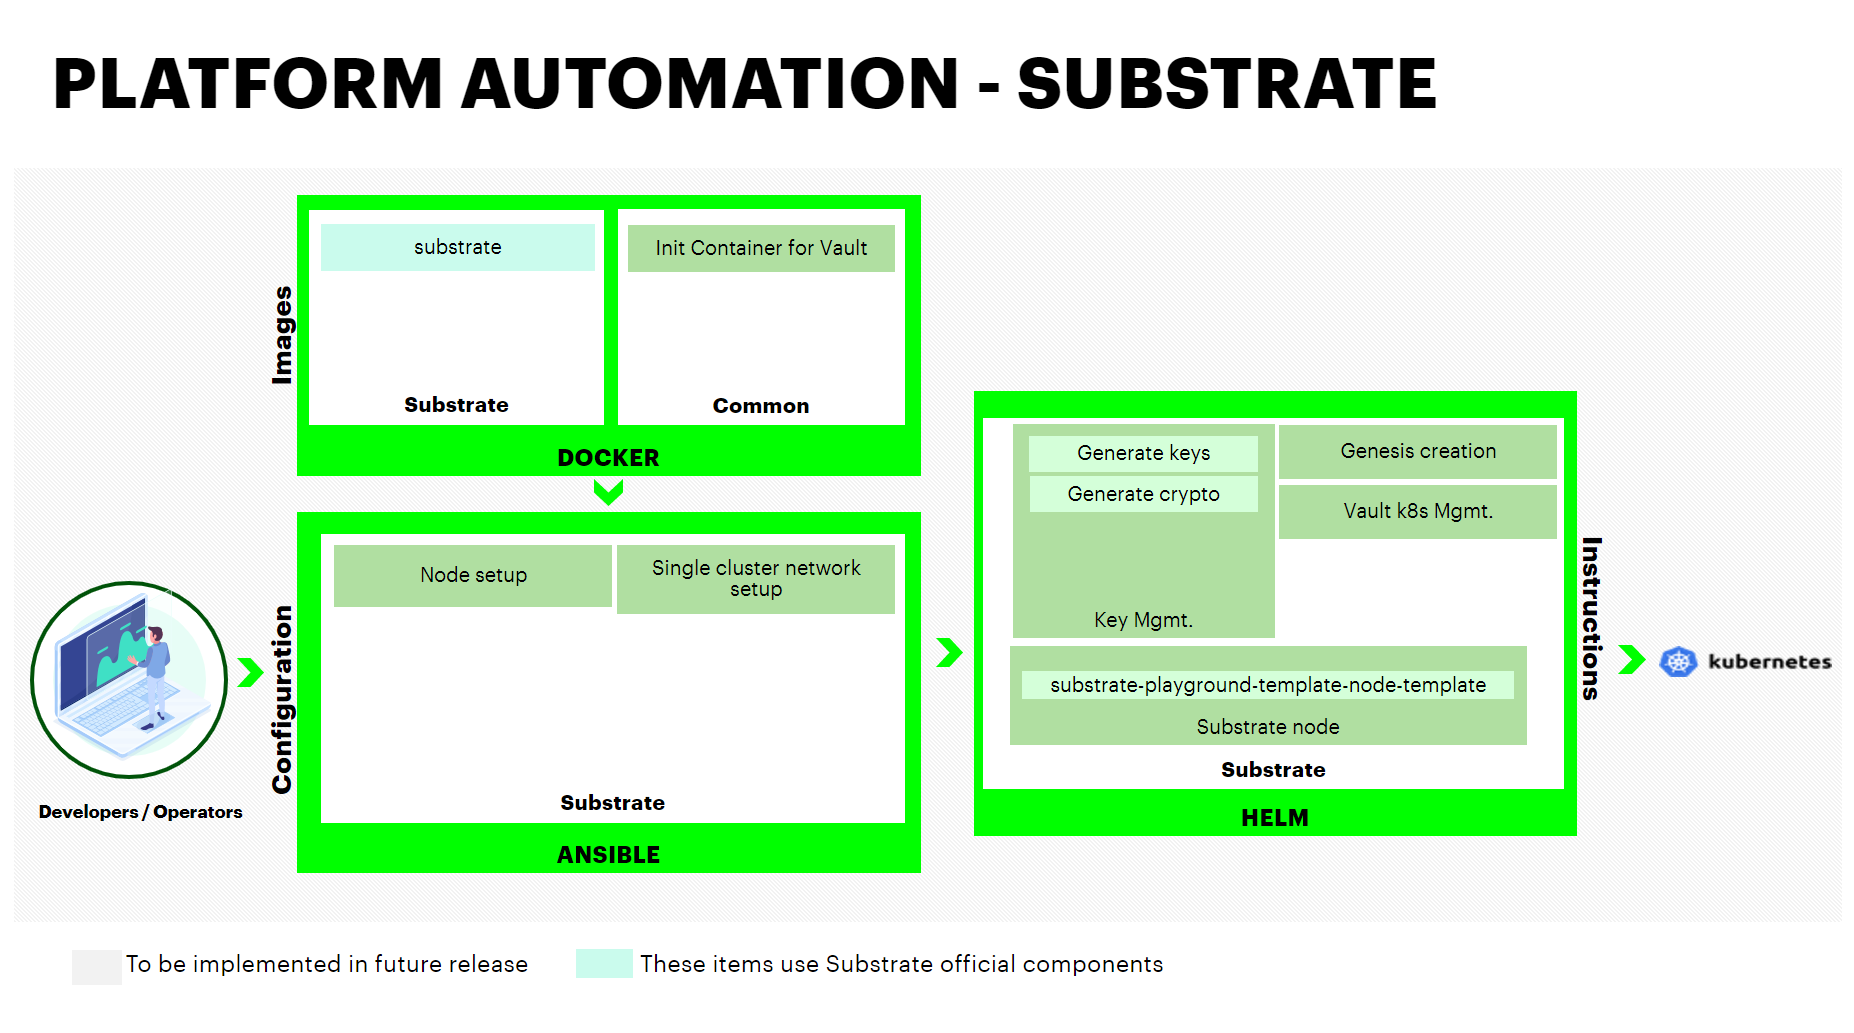 PLATFORM AUTOMATION - SUBSTRATE
Images
substrate
Substrate
Init Container for Vault
Common
DOCKER
Developers / Operators
Configuration
Node setup
Single cluster network
setup
Substrate
ANSIBLE
Generate keys
Generate crypto
Key Mgmt.
Genesis creation
Vault k8s Mgmt.
substrate-playground-template-node-template
Substrate node
Substrate
HELM
Instructions
kubernetes
To be implemented in future release
These items use Substrate official components